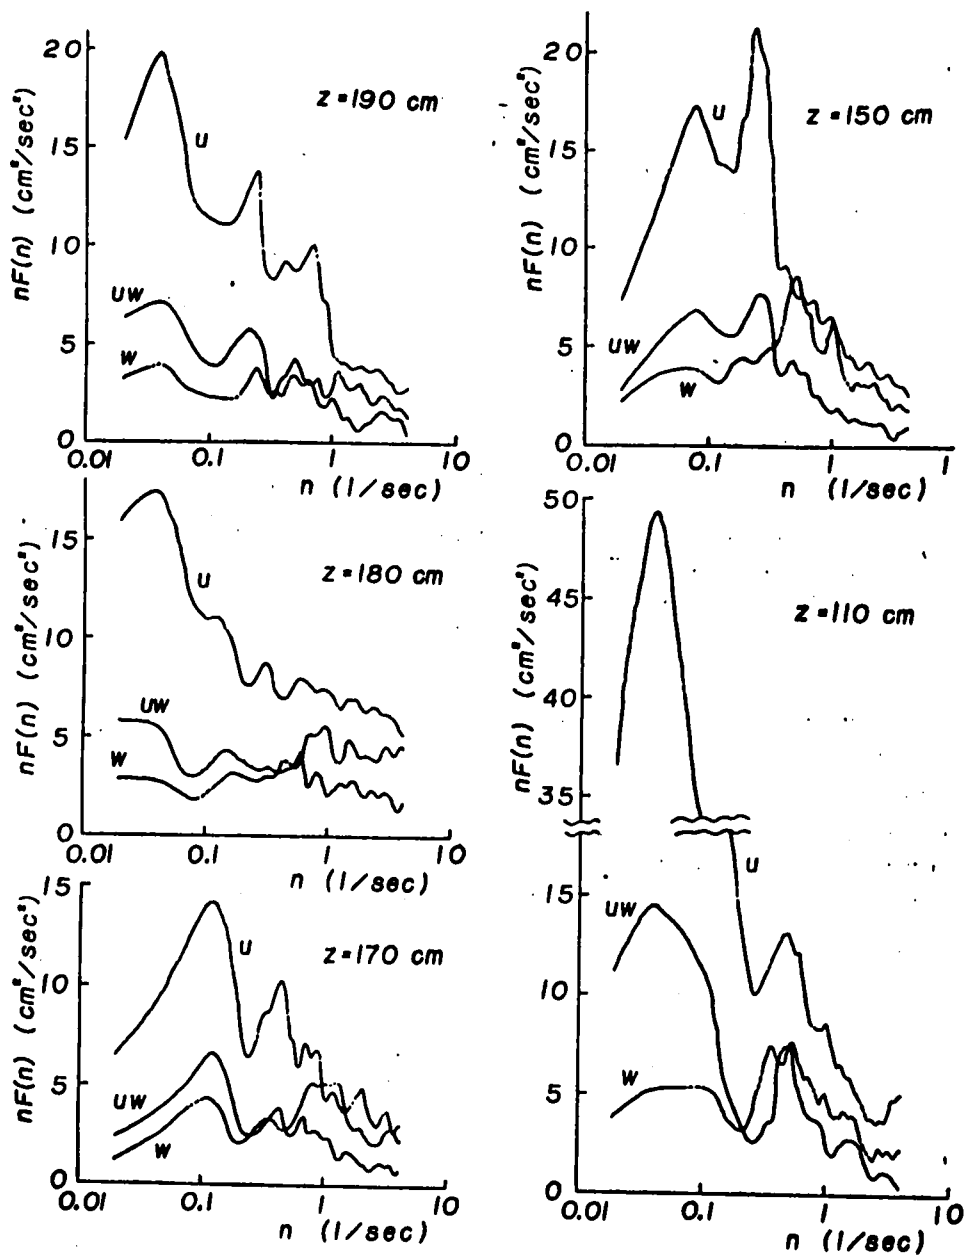 20
15
10
5
0
nF(n) (cm²/sec²)
z=190 cm
u
uw
w
0.01
0.1
1
10
n (1/sec)
20
15
10
5
0
nF(n) (cm²/sec²)
z=150 cm
u
uw
w
0.01
0.1
1
1
n (1/sec)
15
10
5
0
nF(n) (cm²/sec²)
z=180 cm
u
uw
w
0.01
0.1
1
10
n (1/sec)
50
45
40
35
15
10
5
0
nF(n) (cm²/sec²)
z=110 cm
u
uw
w
0.01
0.1
1
10
n (1/sec)
15
10
5
0
nF(n) (cm²/sec²)
z=170 cm
u
uw
w
0.01
0.1
1
10
n (1/sec)